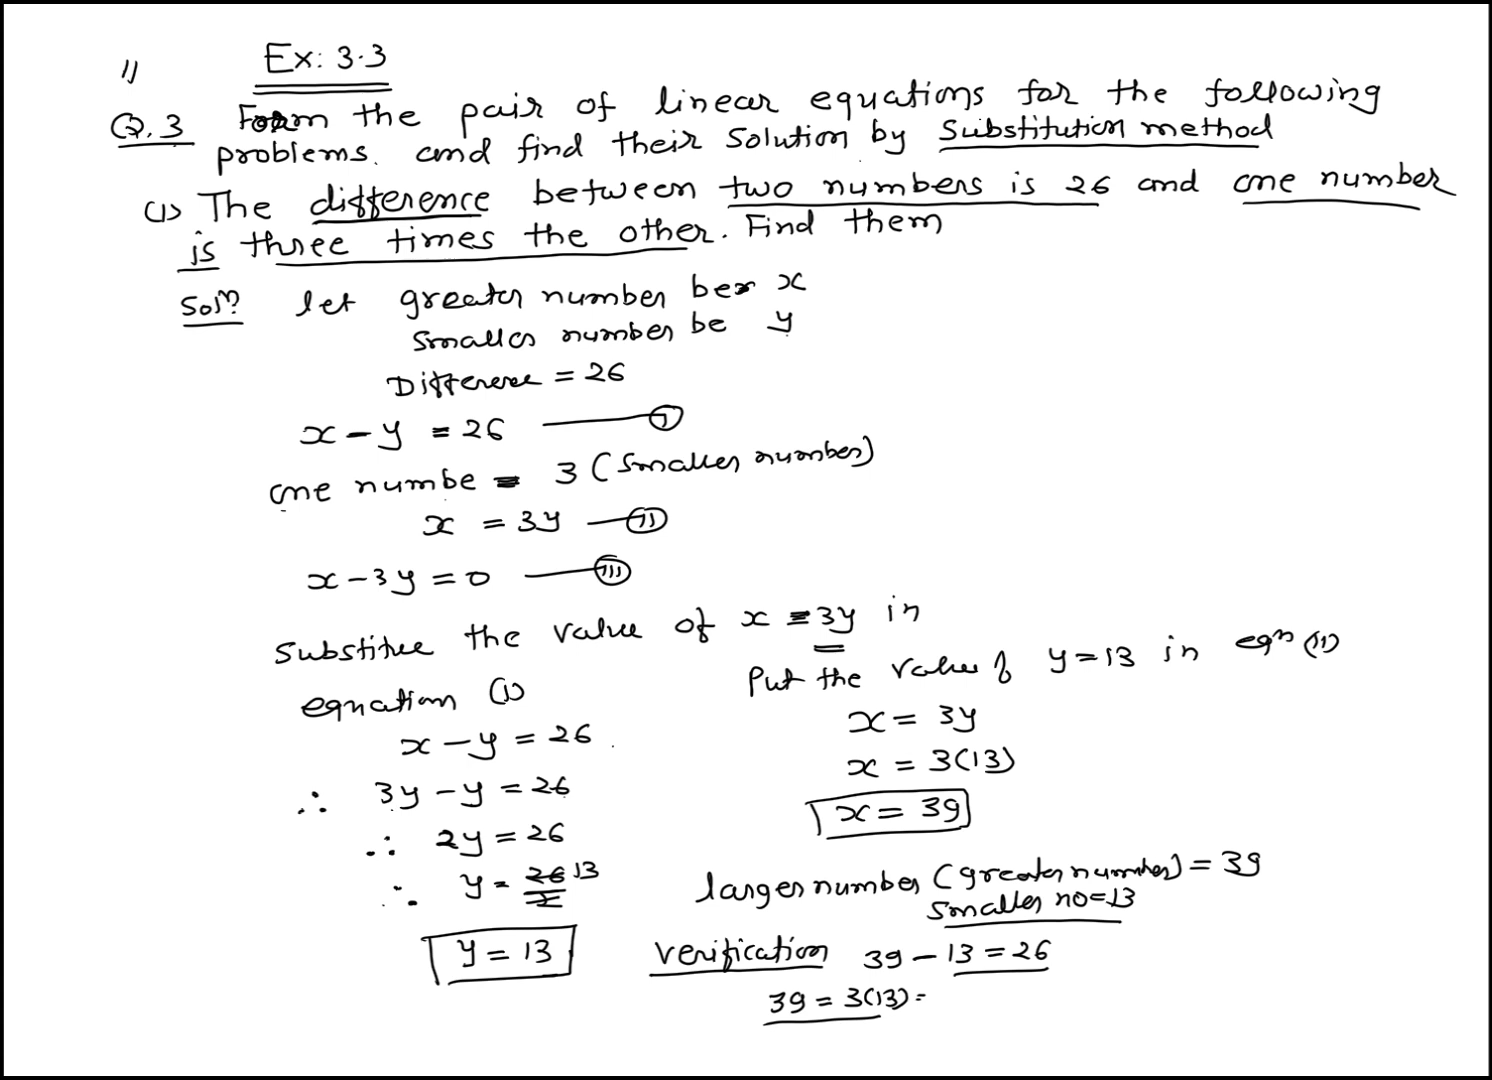 1) Ex: 3.3
Q.3 Form the pair of linear equations for the following
problems. and find their solution by substitution method
(1) The difference between two numbers is 26 and one number
is three times the other. Find them
Solⁿ: let greater number be x
Smaller number be y
Difference = 26
x - y = 26 —— (i)
one numbe = 3 (smaller number)
x = 3y —— (ii)
x - 3y = 0 —— (iii)
Substitue the value of x = 3y in
equation (1)
x - y = 26
∴ 3y - y = 26
∴ 2y = 26
∴ y = 26/2 13
y = 13
Put the value of y = 13 in eqⁿ (ii)
x = 3y
x = 3(13)
x = 39
larger number (greater number) = 39
Smaller no = 13
Verification 39 - 13 = 26
39 = 3(13) =